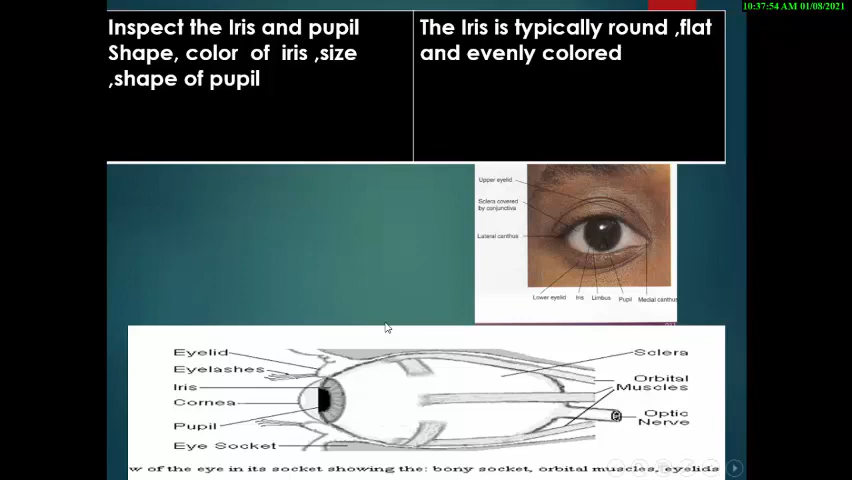 10:37:54 AM 01/08/2021
Inspect the Iris and pupil
Shape, color of iris ,size
,shape of pupil
The Iris is typically round ,flat
and evenly colored
Upper eyelid
Sclera covered
by conjunctiva
Lateral canthus
Lower eyelid Iris Limbus Pupil Medial canthus
Eyelid
Eyelashes
Iris
Cornea
Pupil
Eye Socket
Sclera
Orbital
Muscles
Optic
Nerve
w of the eye in its socket showing the: bony socket, orbital muscles, eyelids